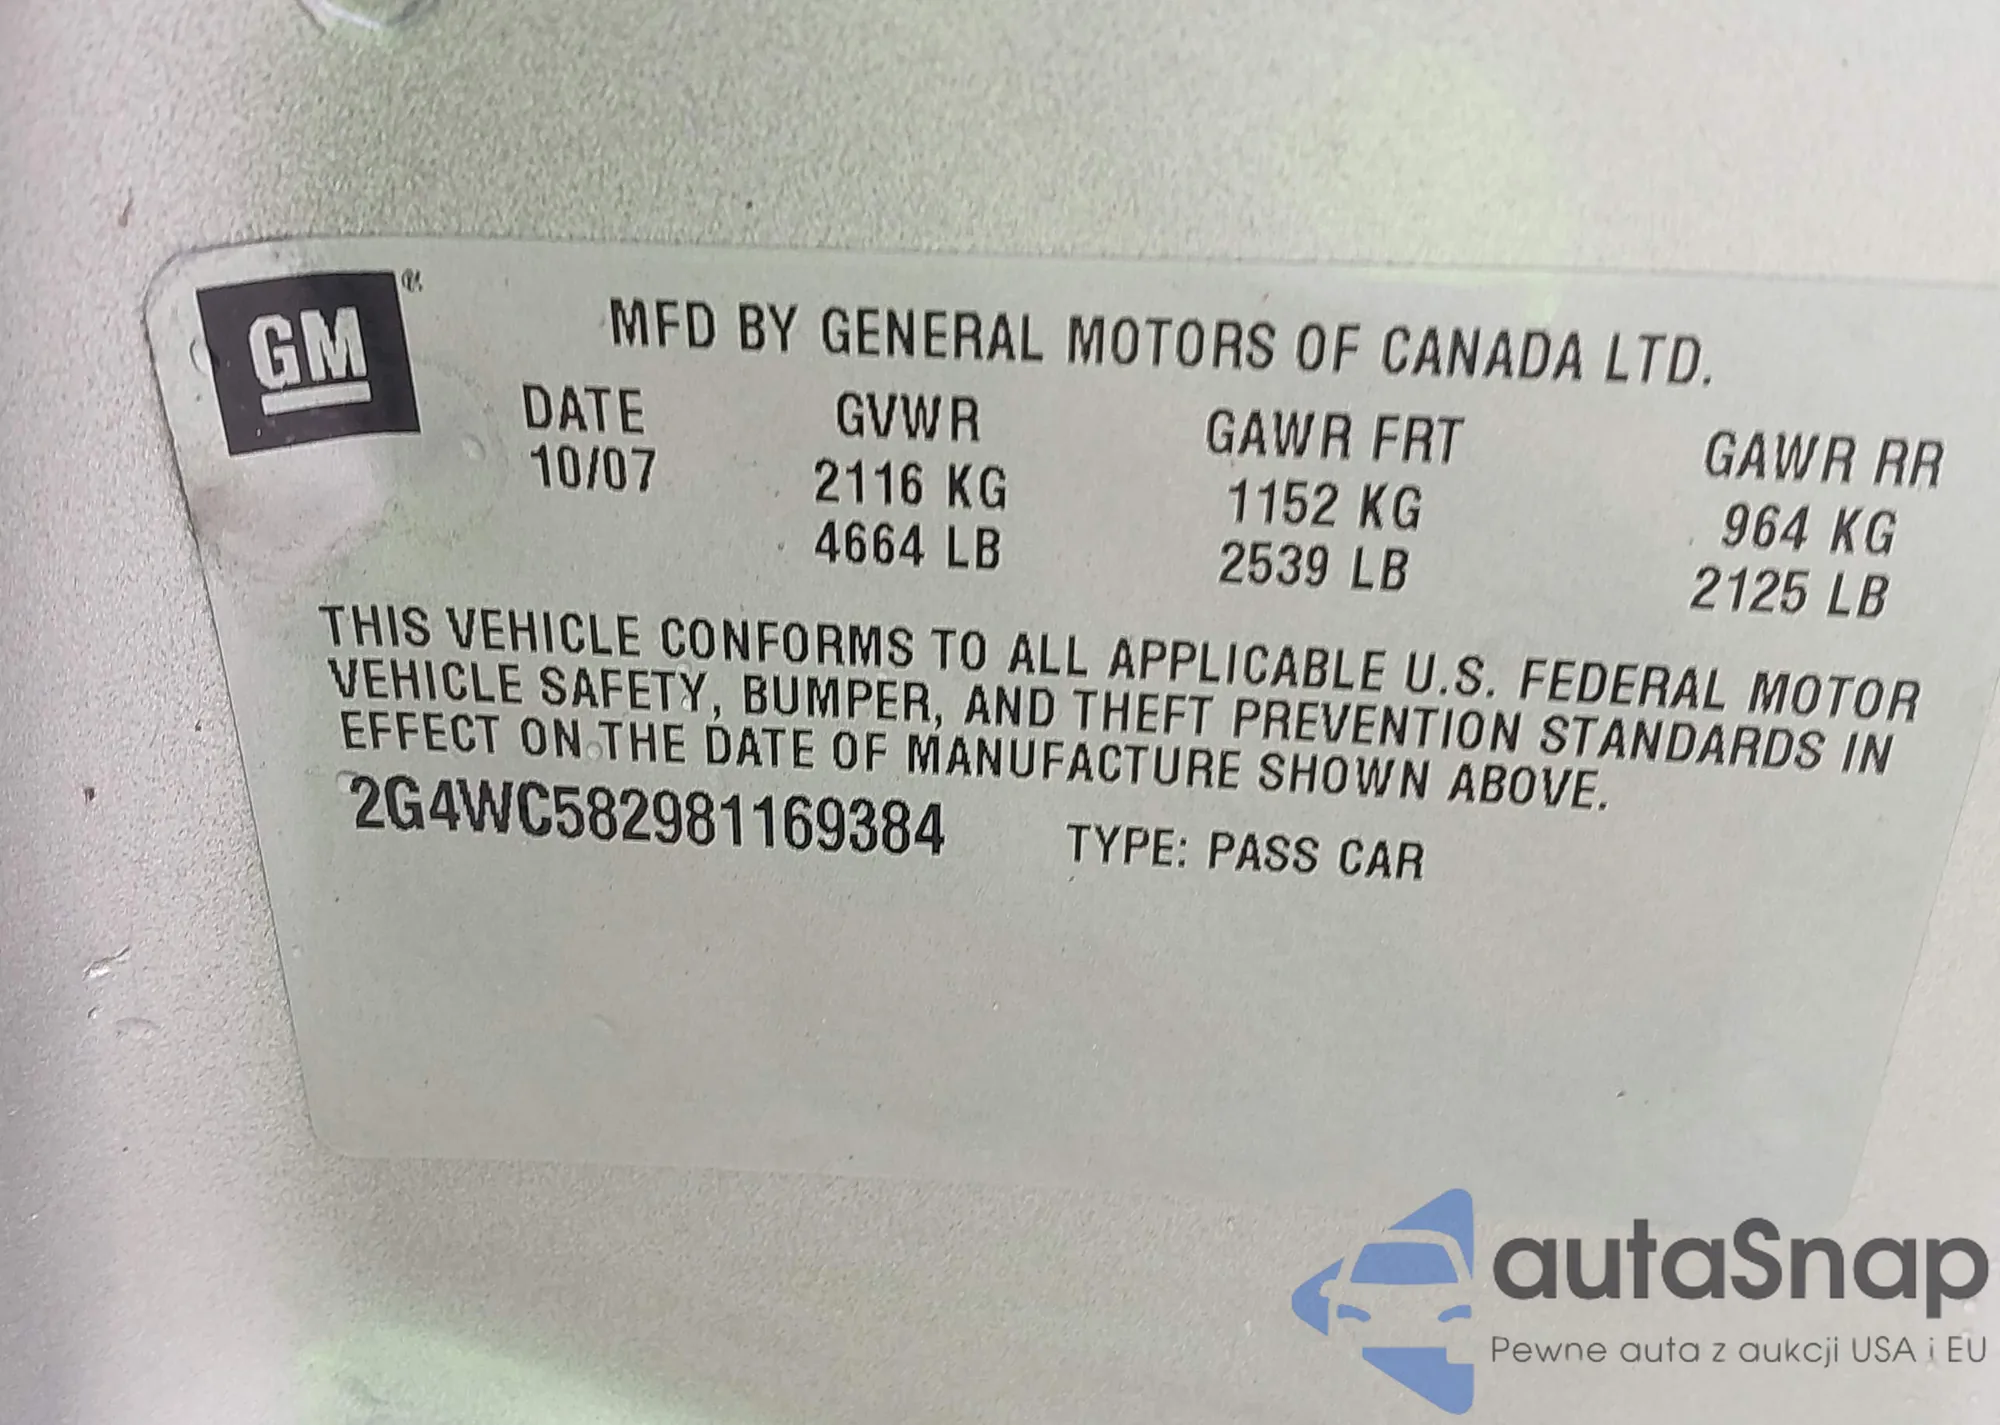 GM®
MFD BY GENERAL MOTORS OF CANADA LTD.
DATE GVWR GAWR FRT GAWR RR
10/07 2116 KG 1152 KG 964 KG
4664 LB 2539 LB 2125 LB
THIS VEHICLE CONFORMS TO ALL APPLICABLE U.S. FEDERAL MOTOR
VEHICLE SAFETY, BUMPER, AND THEFT PREVENTION STANDARDS IN
EFFECT ON THE DATE OF MANUFACTURE SHOWN ABOVE.
2G4WC582981169384 TYPE: PASS CAR
autaSnap
Pewne auta z aukcji USA i EU